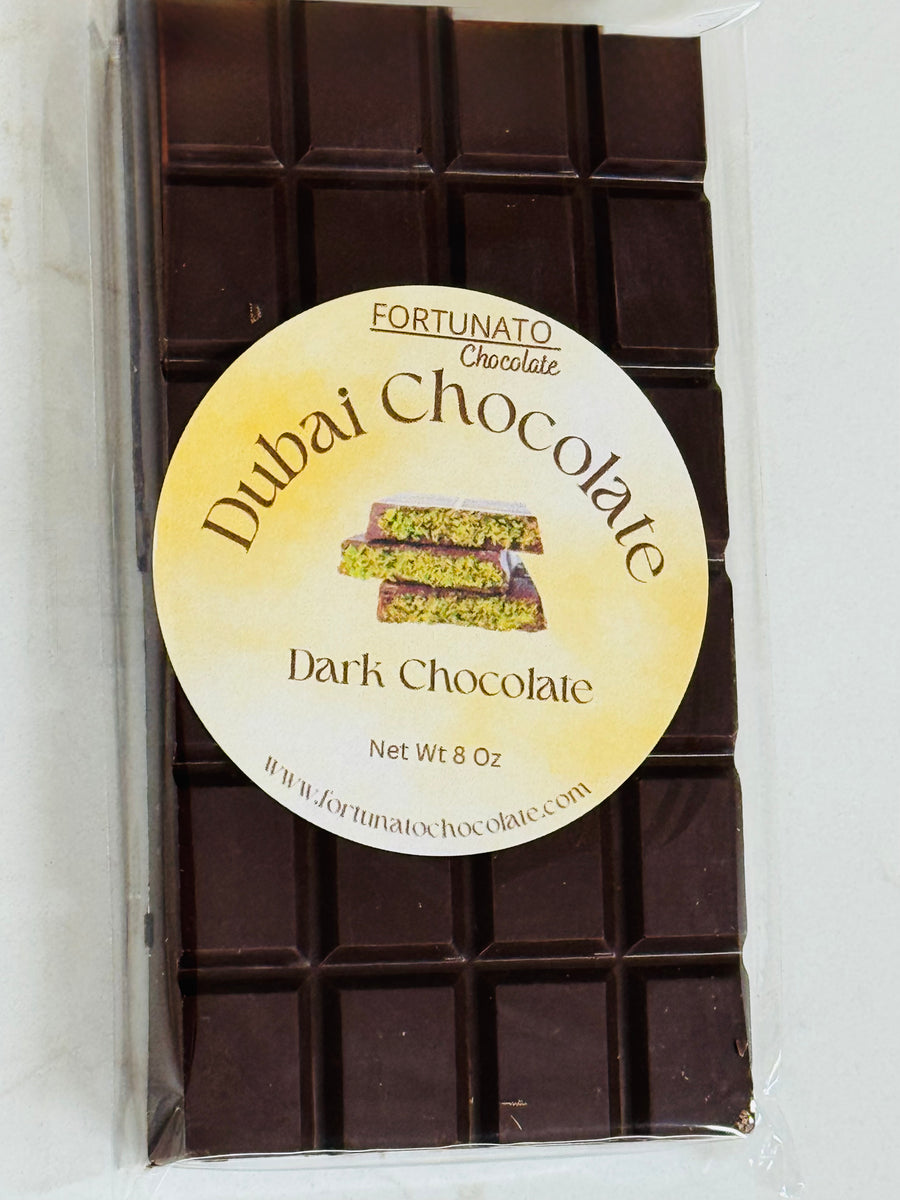 FORTUNATO
Chocolate
Dubai Chocolate
Dark Chocolate
Net Wt 8 Oz
www.fortunatochocolate.com